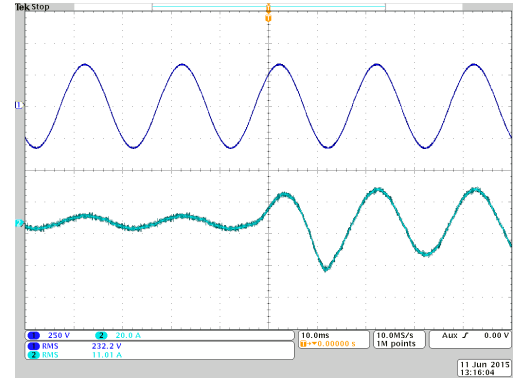 Tek Stop
1
2
1 250 V 2 20.0 A
1 RMS 232.2 V
2 RMS 11.01 A
10.0ms
T→▼0.00000 s
10.0MS/s
1M points
Aux 0.00 V
11 Jun 2015
13:16:04